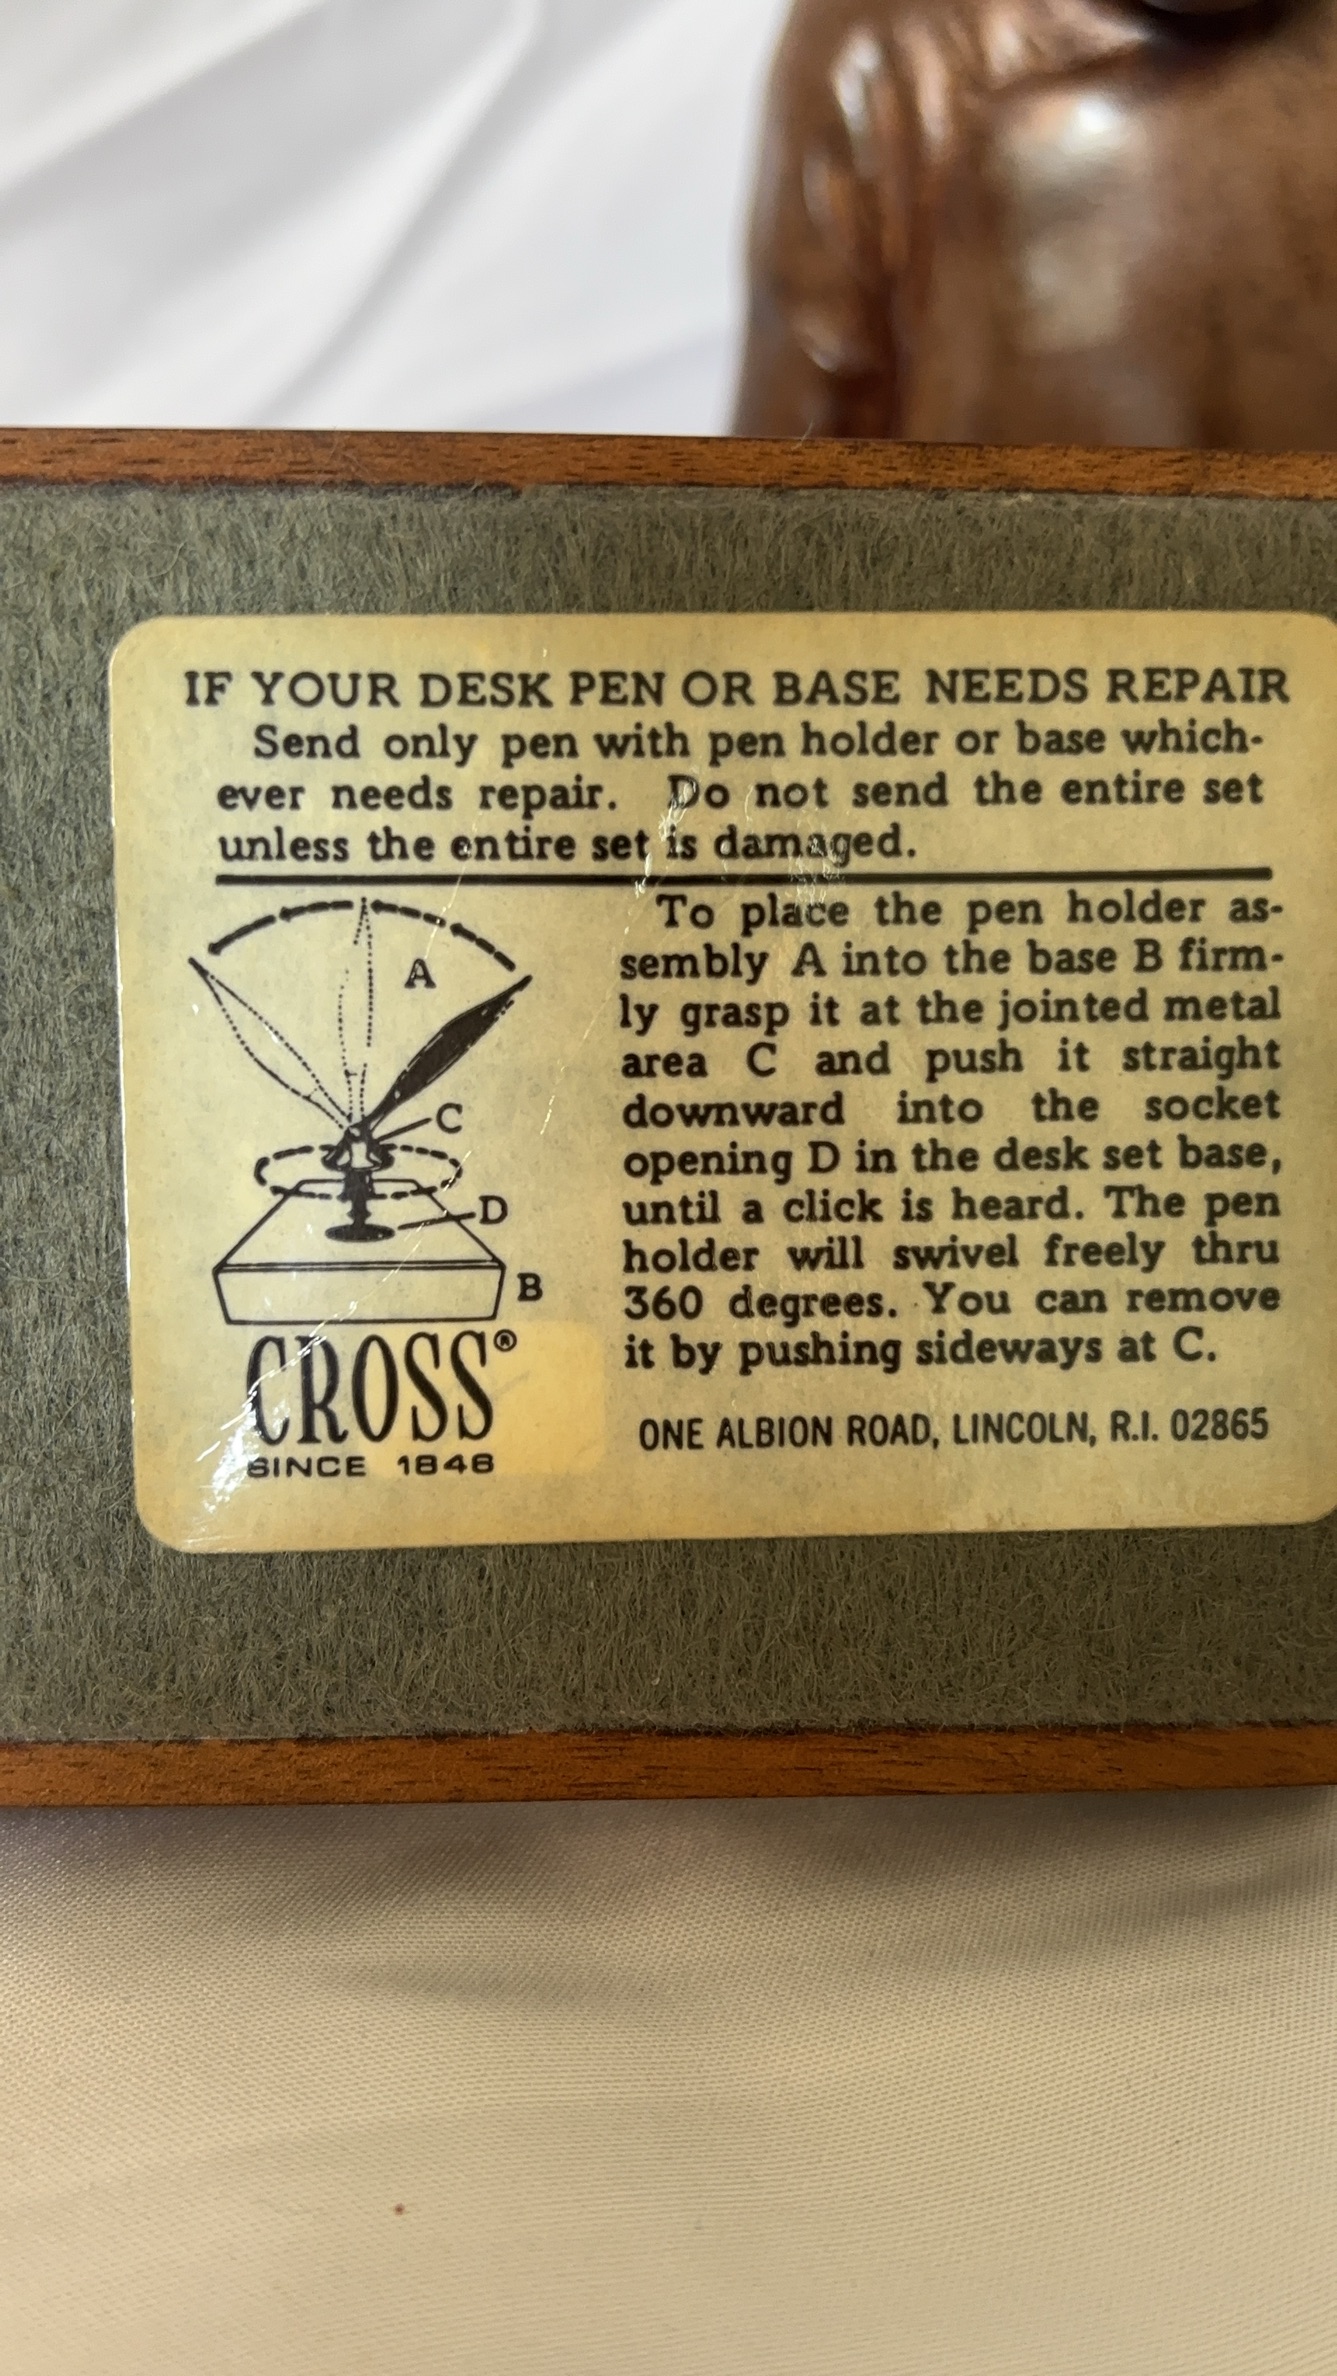 IF YOUR DESK PEN OR BASE NEEDS REPAIR
Send only pen with pen holder or base which-
ever needs repair. Do not send the entire set
unless the entire set is damaged.
A
C
D
B
CROSS®
SINCE 1846
To place the pen holder as-
sembly A into the base B firm-
ly grasp it at the jointed metal
area C and push it straight
downward into the socket
opening D in the desk set base,
until a click is heard. The pen
holder will swivel freely thru
360 degrees. You can remove
it by pushing sideways at C.
ONE ALBION ROAD, LINCOLN, R.I. 02865